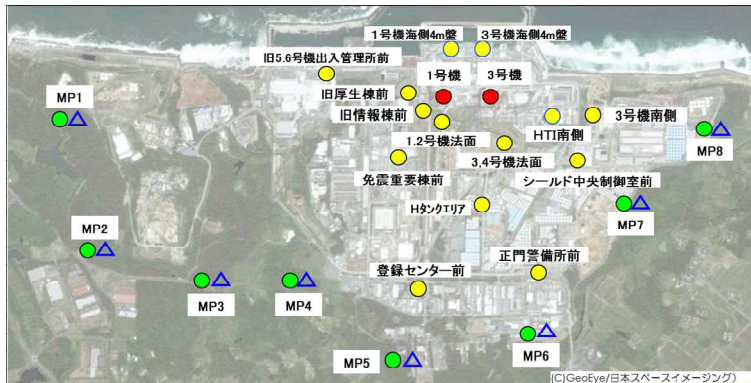 1号機海側4m盤
3号機海側4m盤
旧5.6号機出入管理所前
1号機
3号機
MP1
旧厚生棟前
旧情報棟前
1.2号機法面
HTI南側
3号機南側
MP8
3,4号機法面
免震重要棟前
シールド中央制御室前
Hタンクエリア
MP2
MP7
正門警備所前
登録センター前
MP3
MP4
MP5
MP6
(C)GeoEye/日本スペースイメージング)